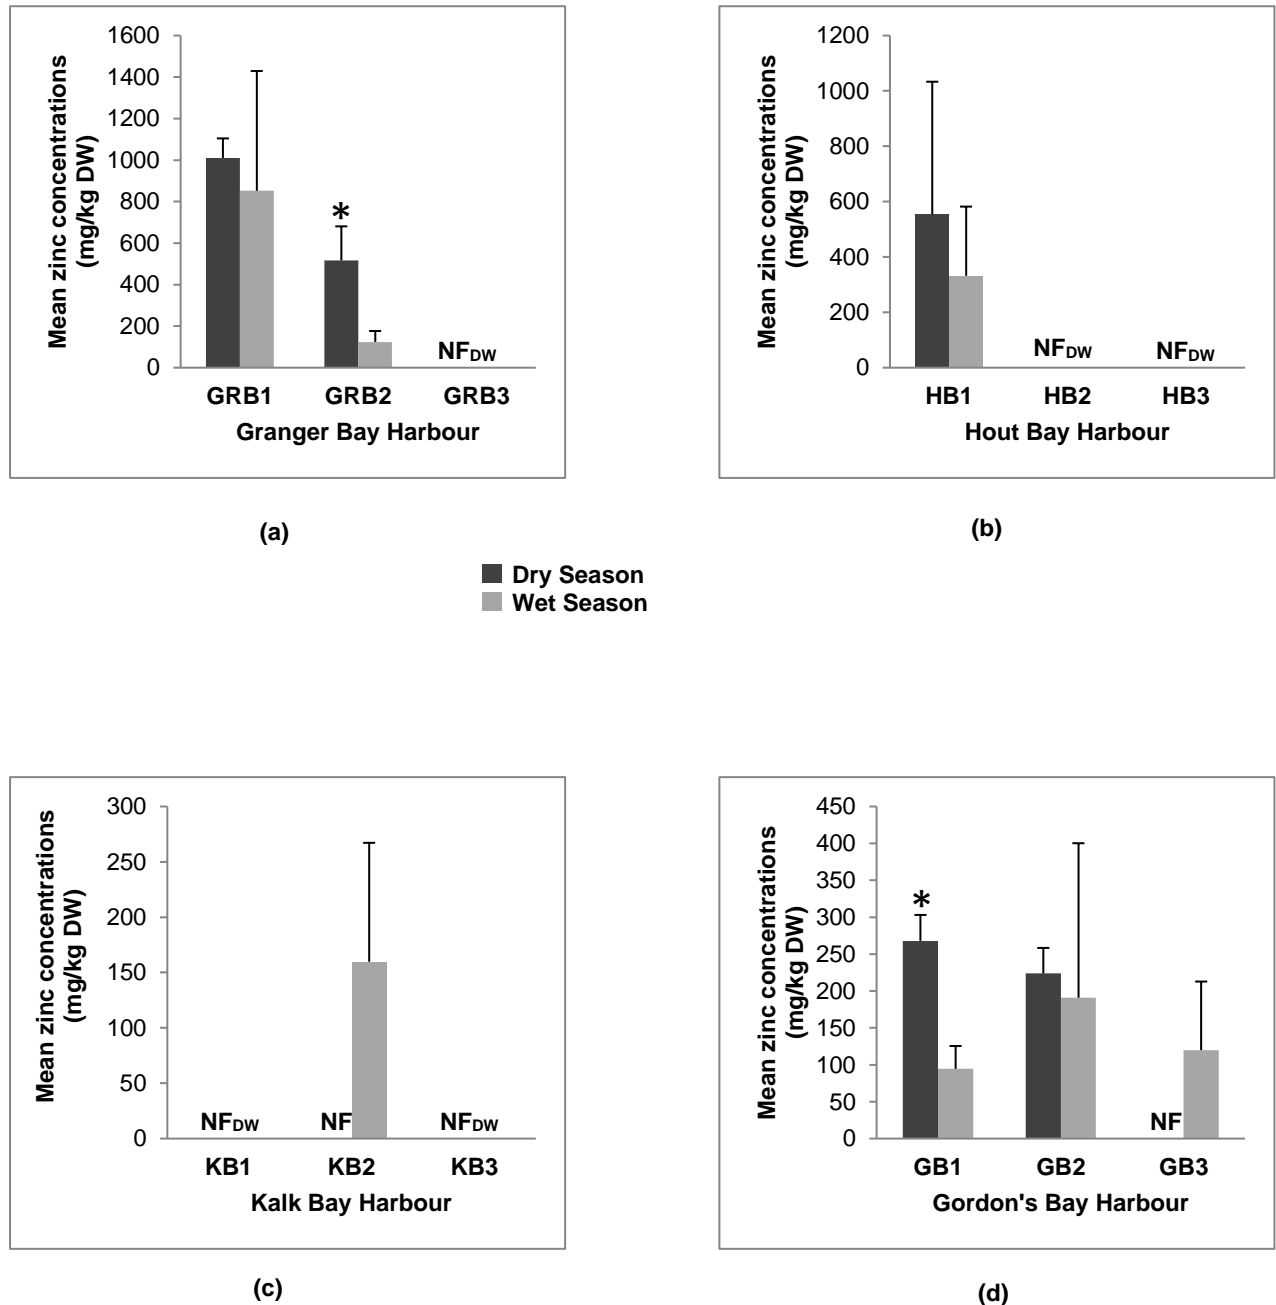 Mean zinc concentrations
(mg/kg DW)
1600
1400
1200
1000
800
600
400
200
0
*
NFDW
GRB1 GRB2 GRB3
Granger Bay Harbour
(a)
Mean zinc concentrations
(mg/kg DW)
1200
1000
800
600
400
200
0
NFDW NFDW
HB1 HB2 HB3
Hout Bay Harbour
(b)
Dry Season
Wet Season
Mean zinc concentrations
(mg/kg DW)
300
250
200
150
100
50
0
NFDW NF NFDW
KB1 KB2 KB3
Kalk Bay Harbour
(c)
Mean zinc concentrations
(mg/kg DW)
450
400
350
300
250
200
150
100
50
0
*
NF
GB1 GB2 GB3
Gordon's Bay Harbour
(d)